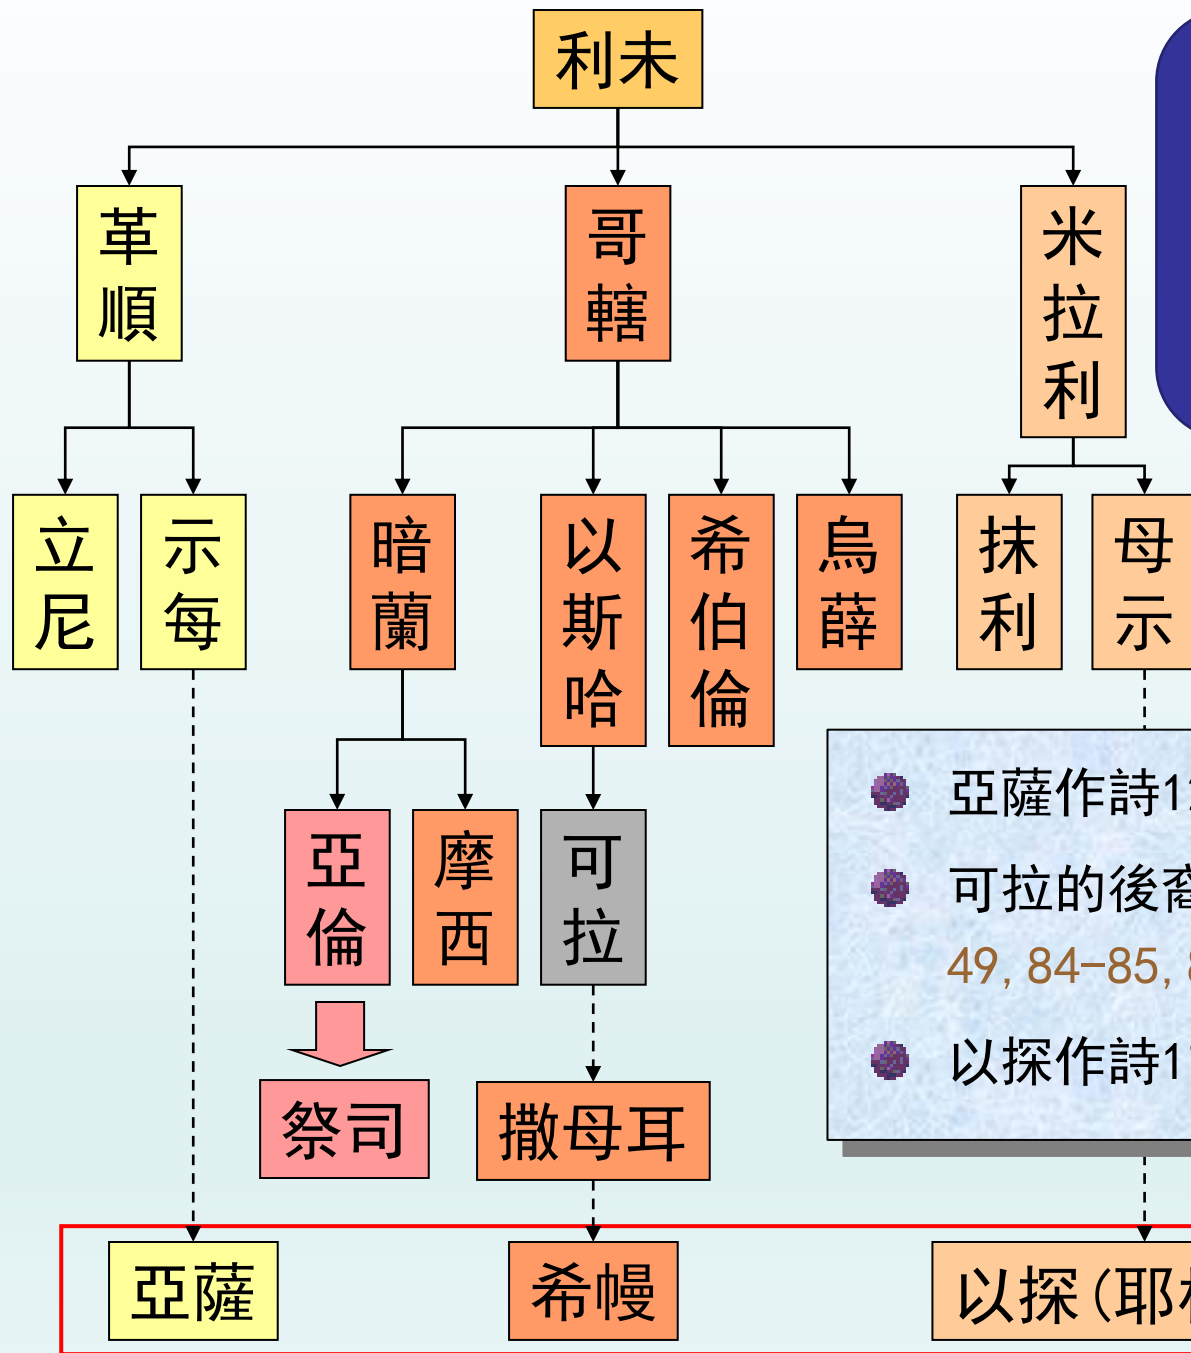 利未
革順
哥轄
米拉利
立尼
示每
暗蘭
以斯哈
希伯倫
烏薛
抹利
母示
亞倫
摩西
可拉
亞薩作詩1
可拉的後裔
49, 84-85,
以探作詩1
祭司
撒母耳
亞薩
希幔
以探(耶